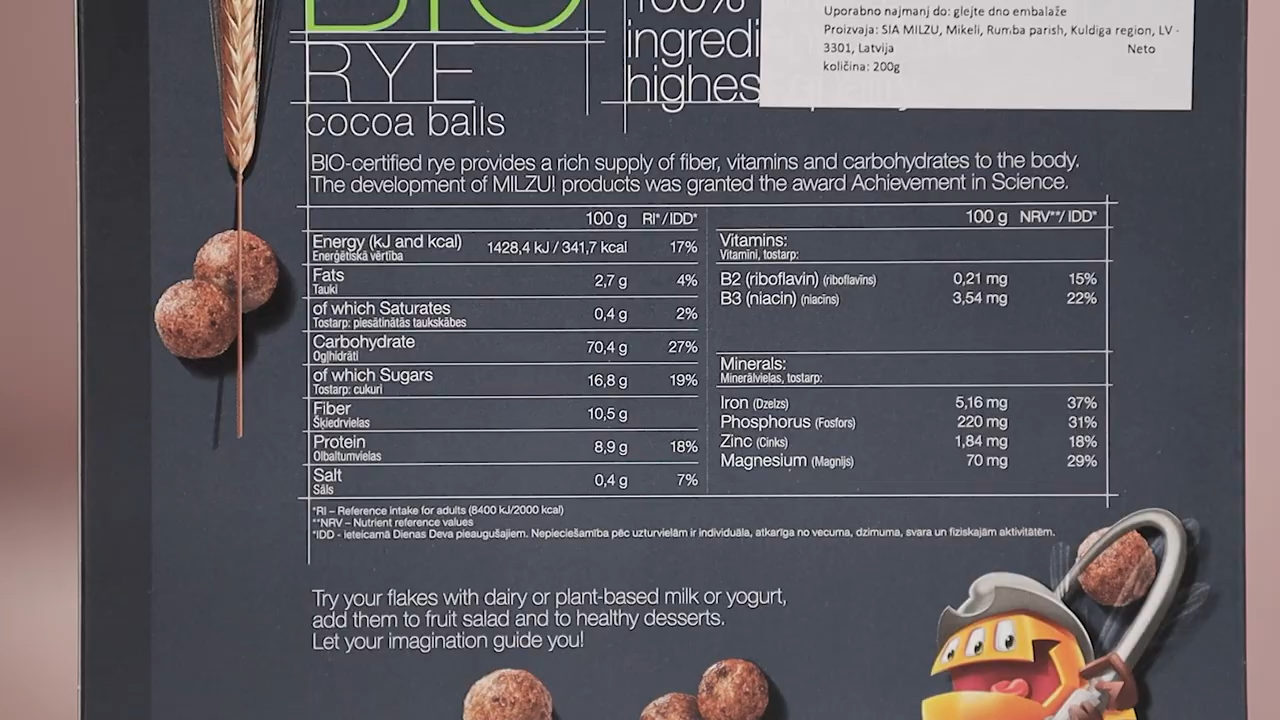 BIO
RYE
cocoa balls
100%
ingredi
highes
Uporabno najmanj do: glejte dno embalaže
Proizvaja: SIA MILZU, Mikeli, Rumba parish, Kuldiga region, LV -
3301, Latvija Neto
količina: 200g
BIO-certified rye provides a rich supply of fiber, vitamins and carbohydrates to the body.
The development of MILZU! products was granted the award Achievement in Science.
100 g RI*/IDD*
Energy (kJ and kcal) 1428,4 kJ / 341,7 kcal 17%
Enerģētiskā vērtība
Fats 2,7 g 4%
Tauki
of which Saturates 0,4 g 2%
Tostarp: piesātinātās taukskābes
Carbohydrate 70,4 g 27%
Ogļhidrāti
of which Sugars 16,8 g 19%
Tostarp: cukuri
Fiber 10,5 g
Šķiedrvielas
Protein 8,9 g 18%
Olbaltumvielas
Salt 0,4 g 7%
Sāls
100 g NRV**/IDD*
Vitamins:
Vitamīni, tostarp:
B2 (riboflavin) (riboflavīns) 0,21 mg 15%
B3 (niacin) (niacīns) 3,54 mg 22%
Minerals:
Minerālvielas, tostarp:
Iron (Dzelzs) 5,16 mg 37%
Phosphorus (Fosfors) 220 mg 31%
Zinc (Cinks) 1,84 mg 18%
Magnesium (Magnijs) 70 mg 29%
*RI – Reference intake for adults (8400 kJ/2000 kcal)
**NRV – Nutrient reference values
*IDD - Ieteicamā Dienas Deva pieaugušajiem. Nepieciešamība pēc uzturvielām ir individuāla, atkarīga no vecuma, dzimuma, svara un fiziskajām aktivitātēm.
Try your flakes with dairy or plant-based milk or yogurt,
add them to fruit salad and to healthy desserts.
Let your imagination guide you!